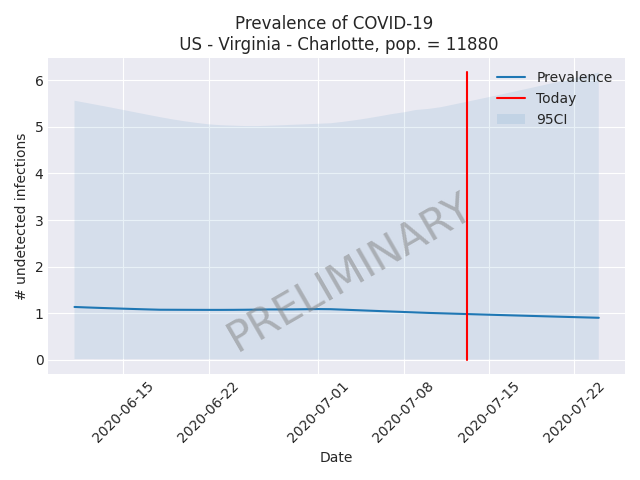 Prevalence of COVID-19
US - Virginia - Charlotte, pop. = 11880
Prevalence
Today
95CI
# undetected infections
6
5
4
3
2
1
0
PRELIMINARY
2020-06-15
2020-06-22
2020-07-01
2020-07-08
2020-07-15
2020-07-22
Date